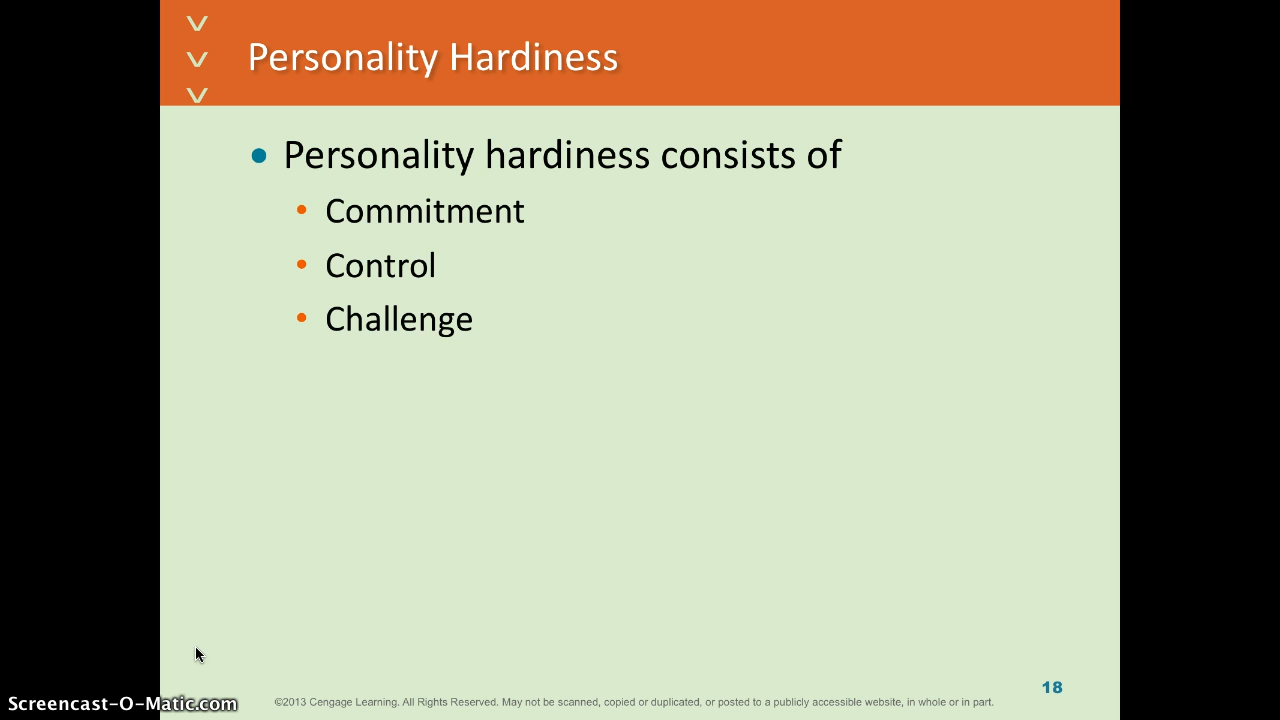 Personality Hardiness
• Personality hardiness consists of
• Commitment
• Control
• Challenge
18
©2013 Cengage Learning. All Rights Reserved. May not be scanned, copied or duplicated, or posted to a publicly accessible website, in whole or in part.
Screencast-O-Matic.com